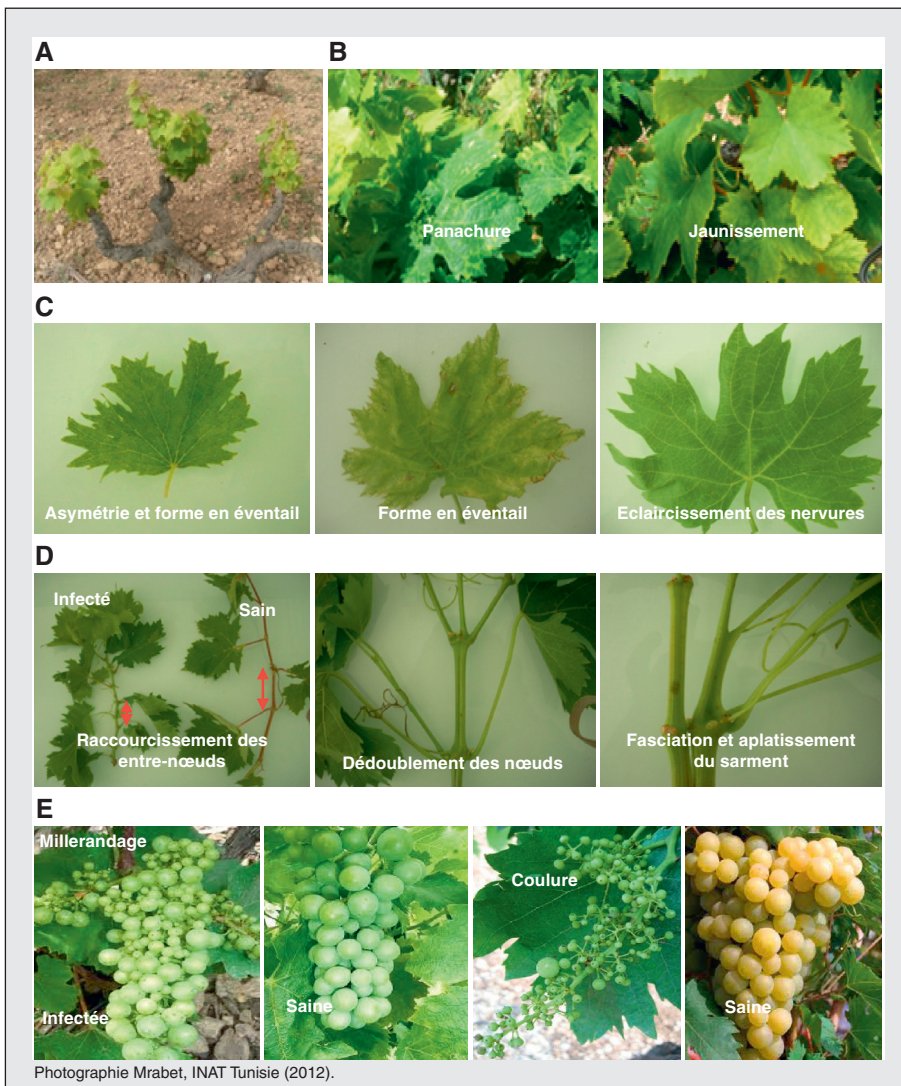 A
B
Panachure
Jaunissement
C
Asymétrie et forme en éventail
Forme en éventail
Eclaircissement des nervures
D
Infecté
Sain
Raccourcissement des
entre-nœuds
Dédoublement des nœuds
Fasciation et aplatissement
du sarment
E
Millerandage
Infectée
Saine
Coulure
Saine
Photographie Mrabet, INAT Tunisie (2012).